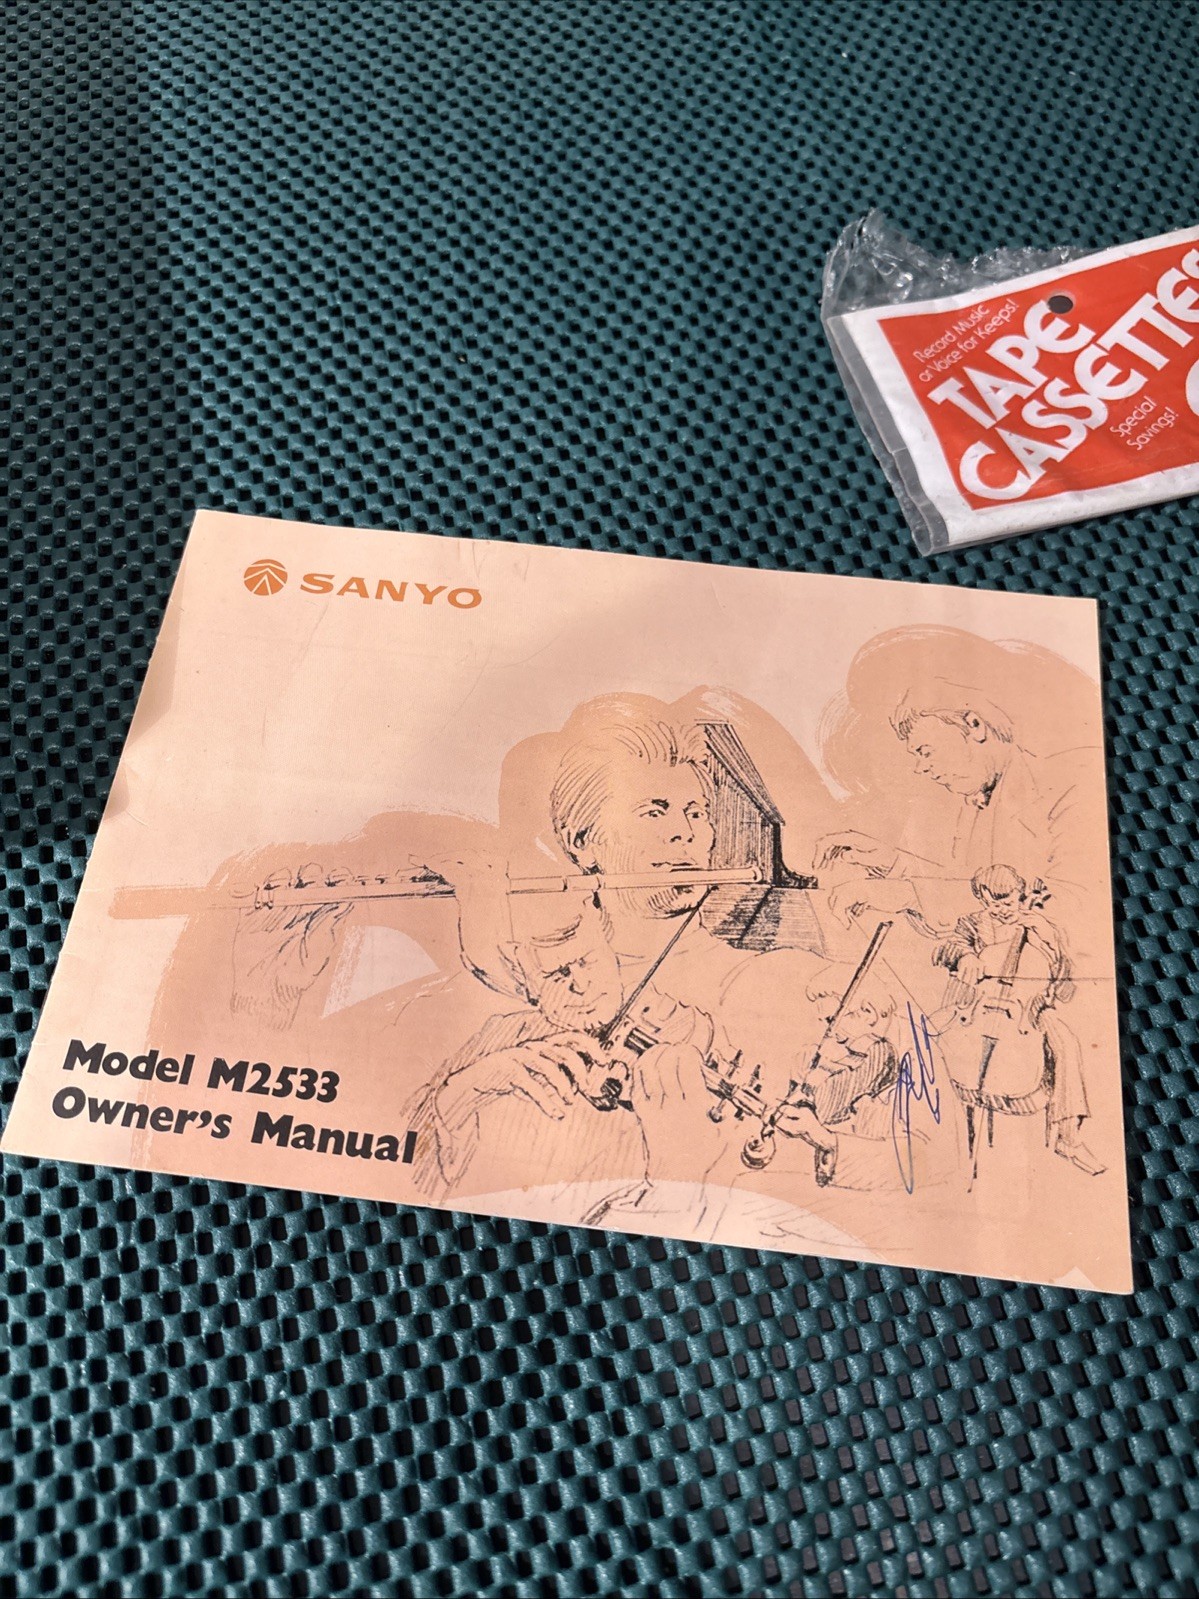 Record Music
or Voice for Keeps!
TAPE
CASSETTES
Special
Savings!
SANYO
Model M2533
Owner's Manual